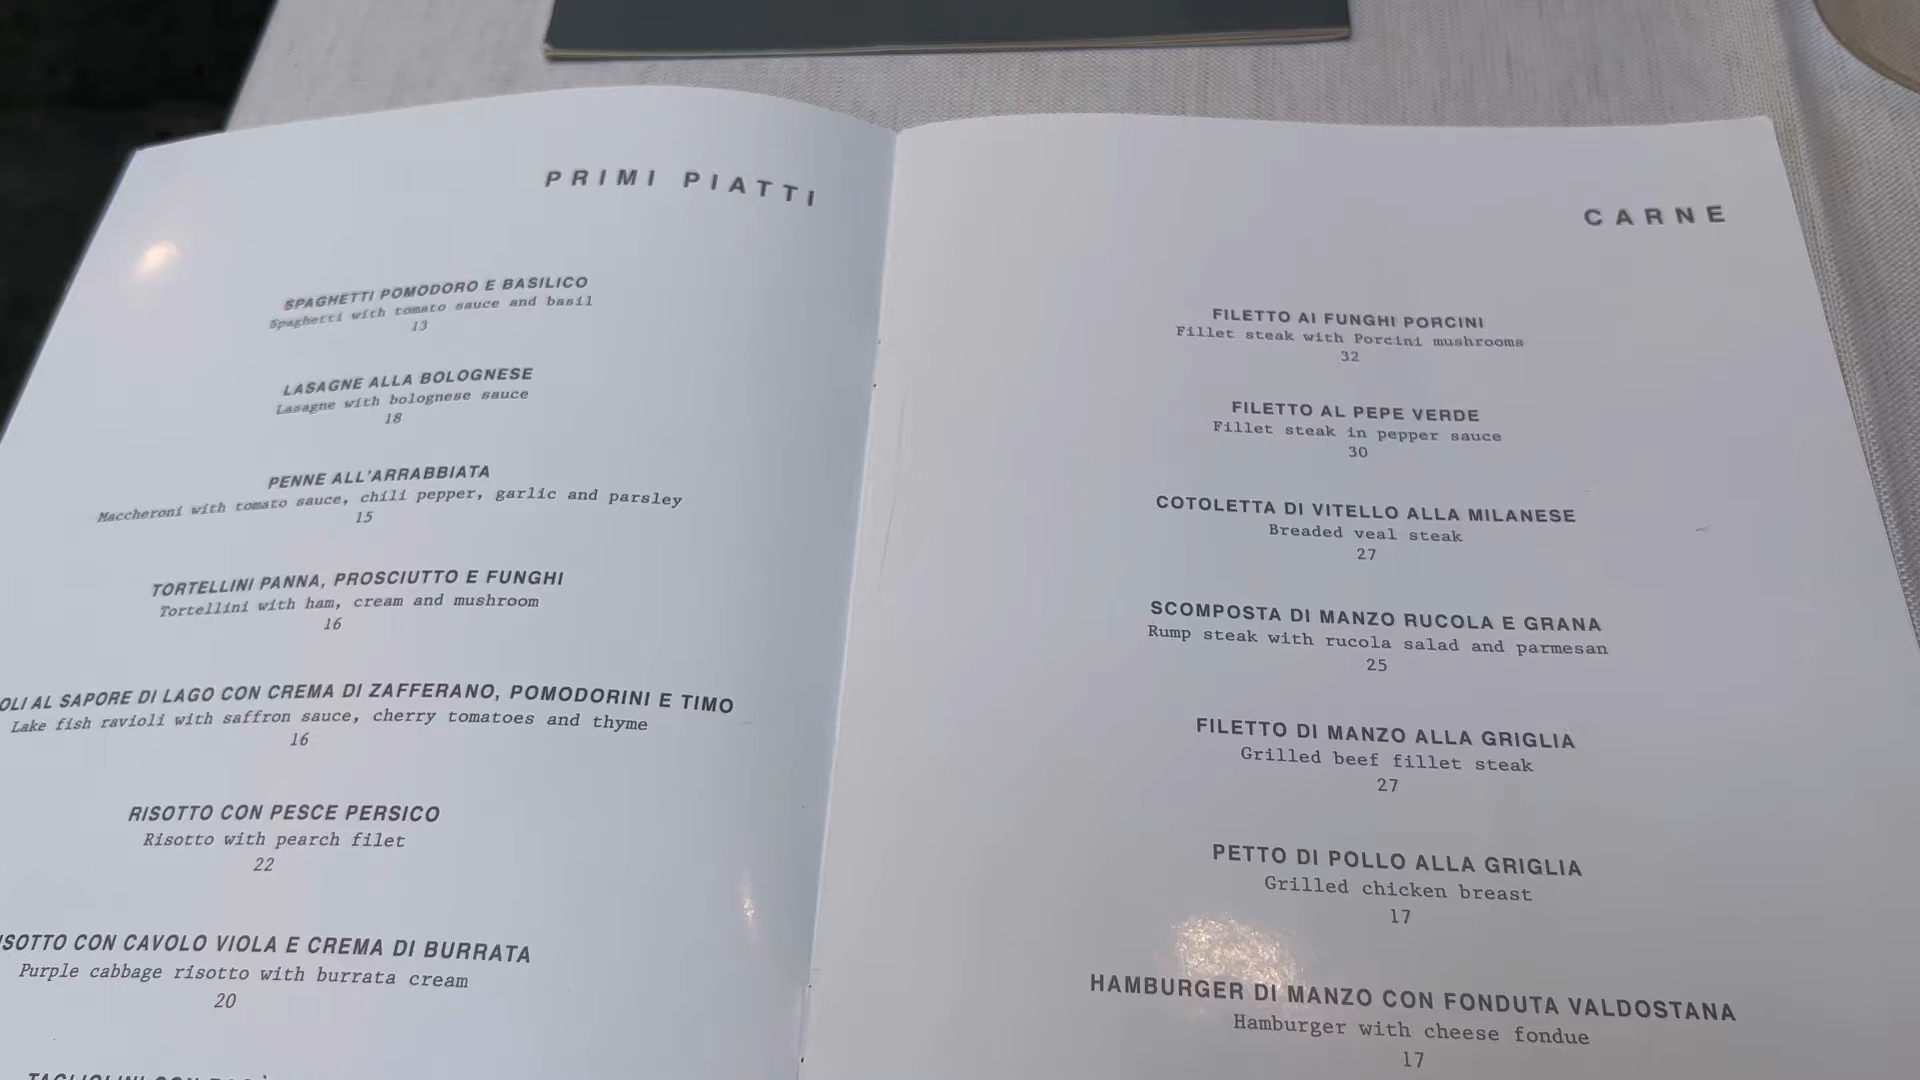 PRIMI PIATTI
SPAGHETTI POMODORO E BASILICO
Spaghetti with tomato sauce and basil
13
LASAGNE ALLA BOLOGNESE
Lasagne with bolognese sauce
18
PENNE ALL'ARRABBIATA
Maccheroni with tomato sauce, chili pepper, garlic and parsley
15
TORTELLINI PANNA, PROSCIUTTO E FUNGHI
Tortellini with ham, cream and mushroom
16
AL SAPORE DI LAGO CON CREMA DI ZAFFERANO, POMODORINI E TIMO
Lake fish ravioli with saffron sauce, cherry tomatoes and thyme
16
RISOTTO CON PESCE PERSICO
Risotto with pearch filet
22
CON CAVOLO VIOLA E CREMA DI BURRATA
Purple cabbage risotto with burrata cream
20
CARNE
FILETTO AI FUNGHI PORCINI
Fillet steak with Porcini mushrooms
32
FILETTO AL PEPE VERDE
Fillet steak in pepper sauce
30
COTOLETTA DI VITELLO ALLA MILANESE
Breaded veal steak
27
SCOMPOSTA DI MANZO RUCOLA E GRANA
Rump steak with rucola salad and parmesan
25
FILETTO DI MANZO ALLA GRIGLIA
Grilled beef fillet steak
27
PETTO DI POLLO ALLA GRIGLIA
Grilled chicken breast
17
HAMBURGER DI MANZO CON FONDUTA VALDOSTANA
Hamburger with cheese fondue
17